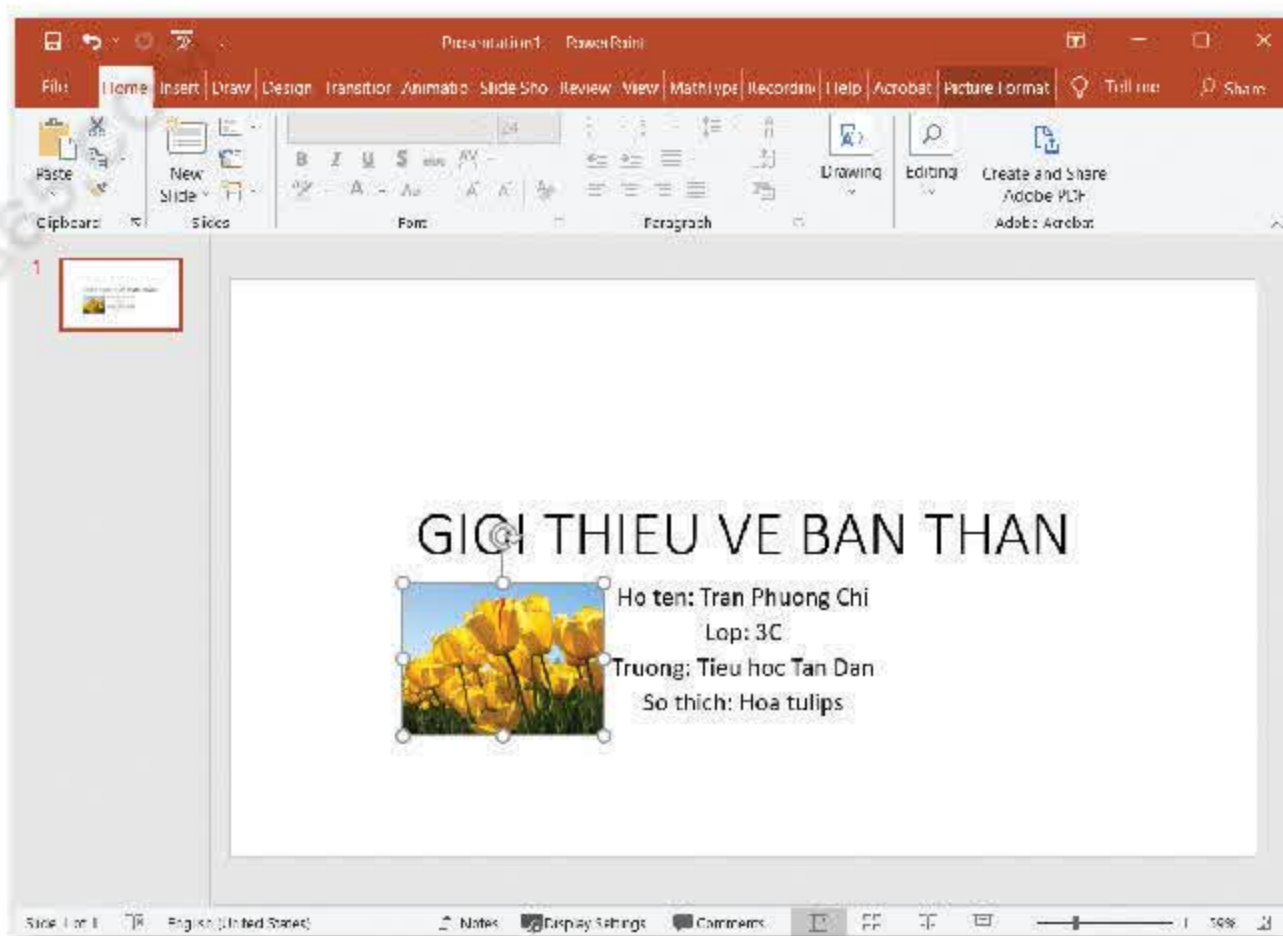 Presentation1 - PowerPoint
File Home Insert Draw Design Transition Animatio Slide Sho Review View MathType Recordin Help Acrobat Picture Format Tell me Share
Paste
New
Slide
24
B I U S abc AV
Drawing
Editing
Create and Share
Adobe PDF
Clipboard Slides Font Paragraph Adobe Acrobat
1
GIOI THIEU VE BAN THAN
Ho ten: Tran Phuong Chi
Lop: 3C
Truong: Tieu hoc Tan Dan
So thich: Hoa tulips
Slide 1 of 1 English (United States) Notes Display Settings Comments 59%